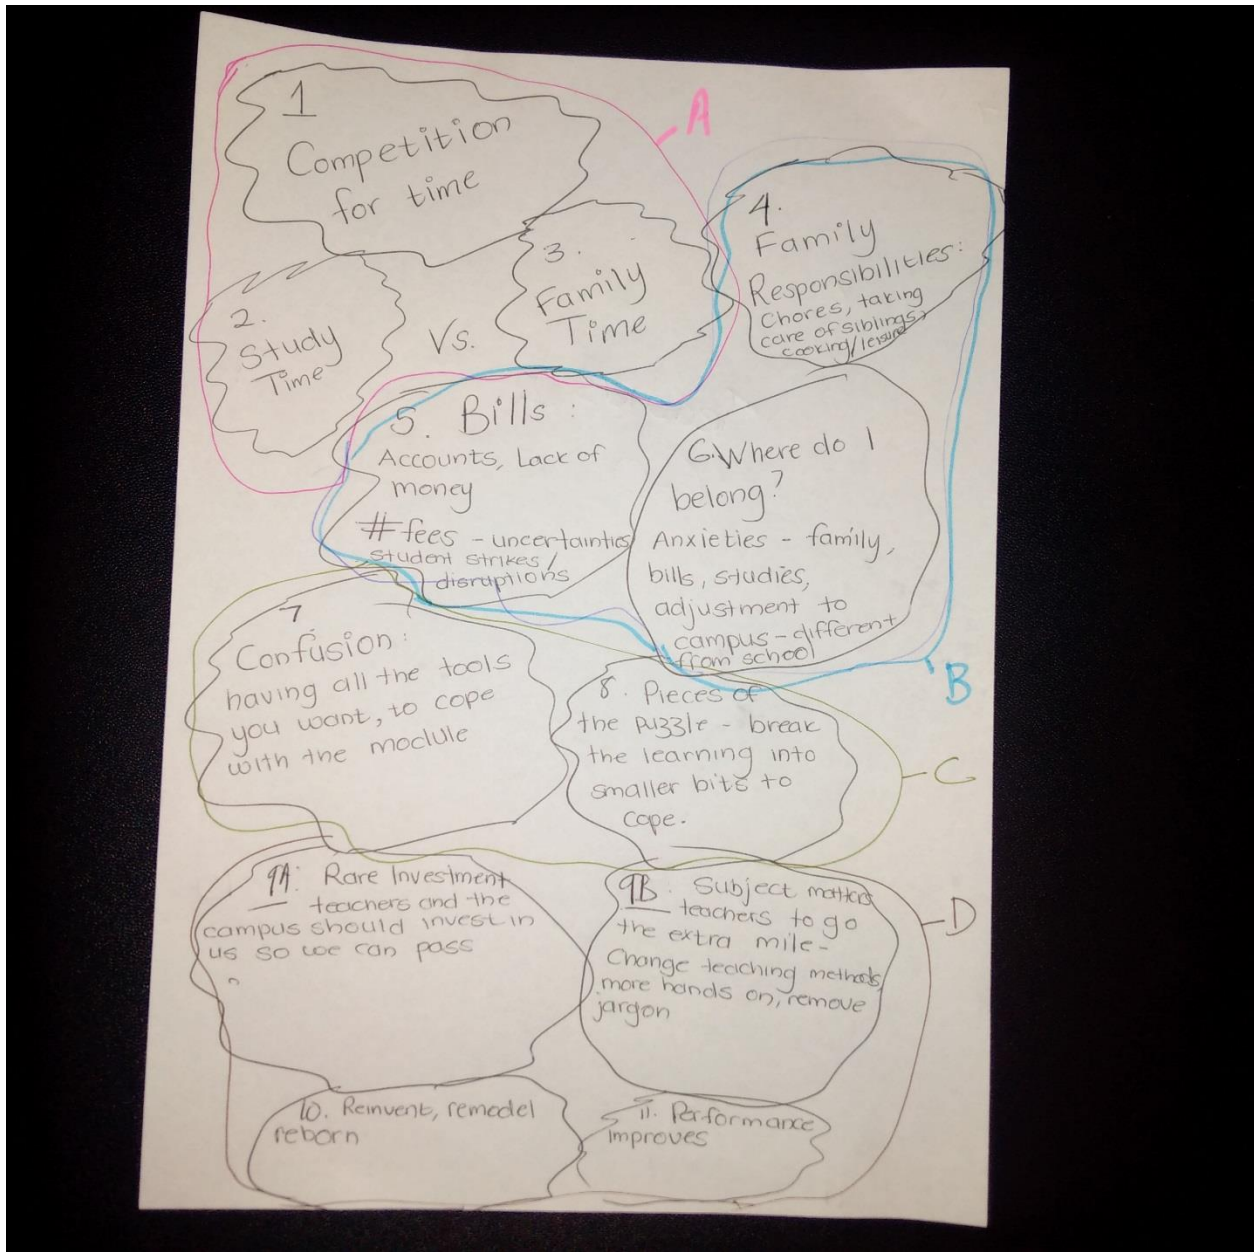 1
Competition
for time
A
2.
Study
Time
Vs.
3.
Family
Time
4.
Family
Responsibilities:
Chores, taking
care of siblings,
cooking/leisure
5. Bills :
Accounts, Lack of
money
#fees - uncertainties
student strikes/
disruptions
6. Where do I
belong?
Anxieties - family,
bills, studies,
adjustment to
campus - different
from school
B
7
Confusion:
having all the tools
you want, to cope
with the module
8. Pieces of
the puzzle - break
the learning into
smaller bits to
cope.
C
9A: Rare Investment
teachers and the
campus should invest in
us so we can pass
9B. Subject matters
teachers to go
the extra mile -
Change teaching methods,
more hands on, remove
jargon
D
10. Reinvent, remodel
reborn
11. Performance
improves